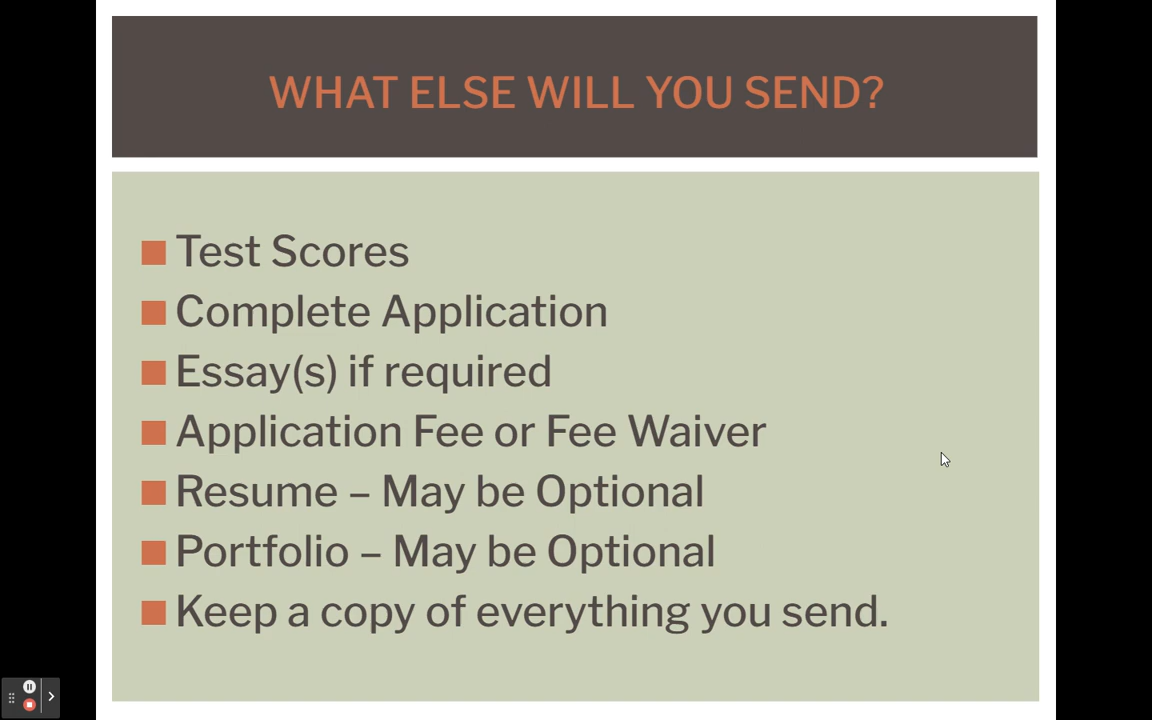 WHAT ELSE WILL YOU SEND?
Test Scores
Complete Application
Essay(s) if required
Application Fee or Fee Waiver
Resume – May be Optional
Portfolio – May be Optional
Keep a copy of everything you send.